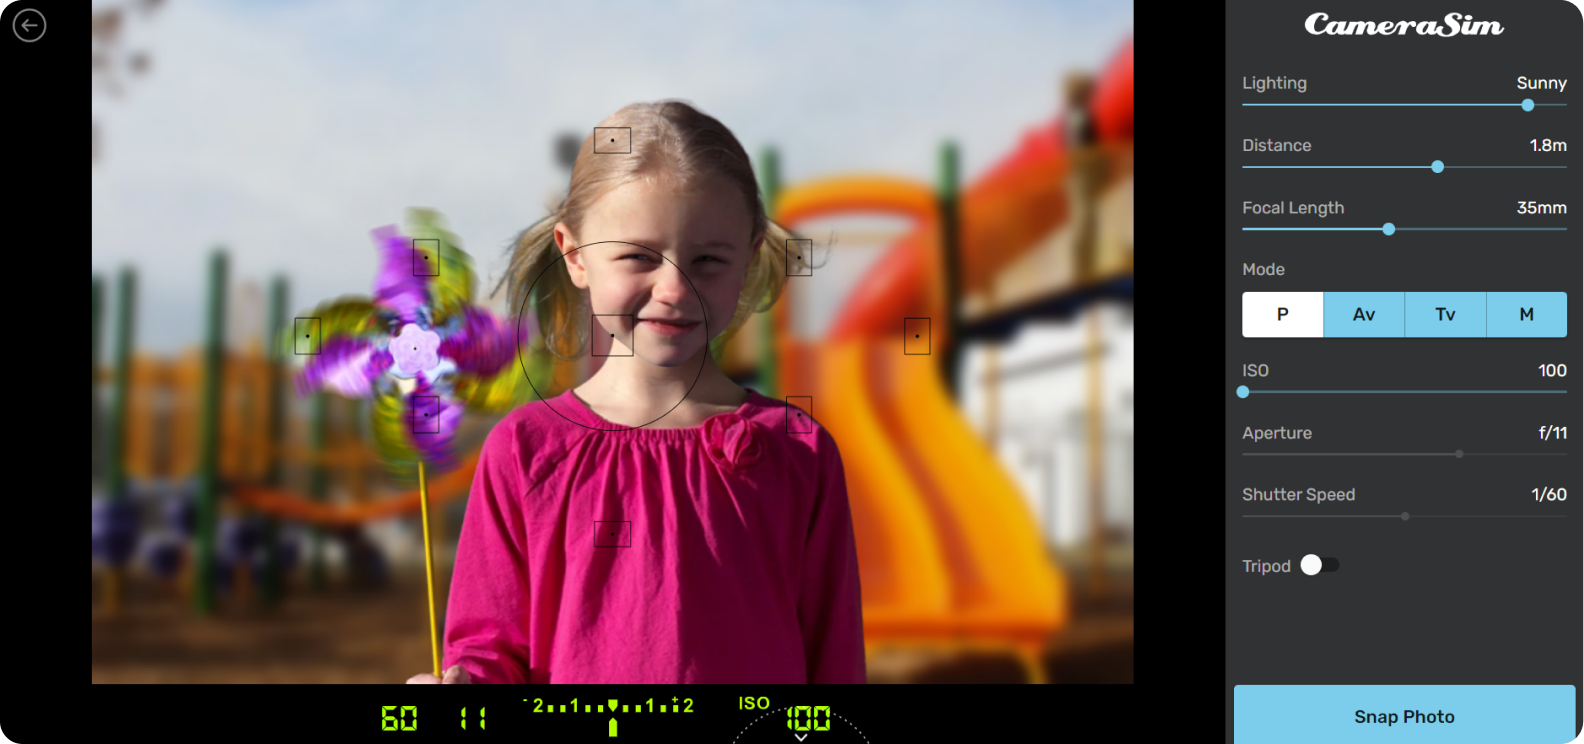 CameraSim
Lighting Sunny
Distance 1.8m
Focal Length 35mm
Mode
P Av Tv M
ISO 100
Aperture f/11
Shutter Speed 1/60
Tripod
Snap Photo
60 11 -2..1..▼..1..+2 ISO 100